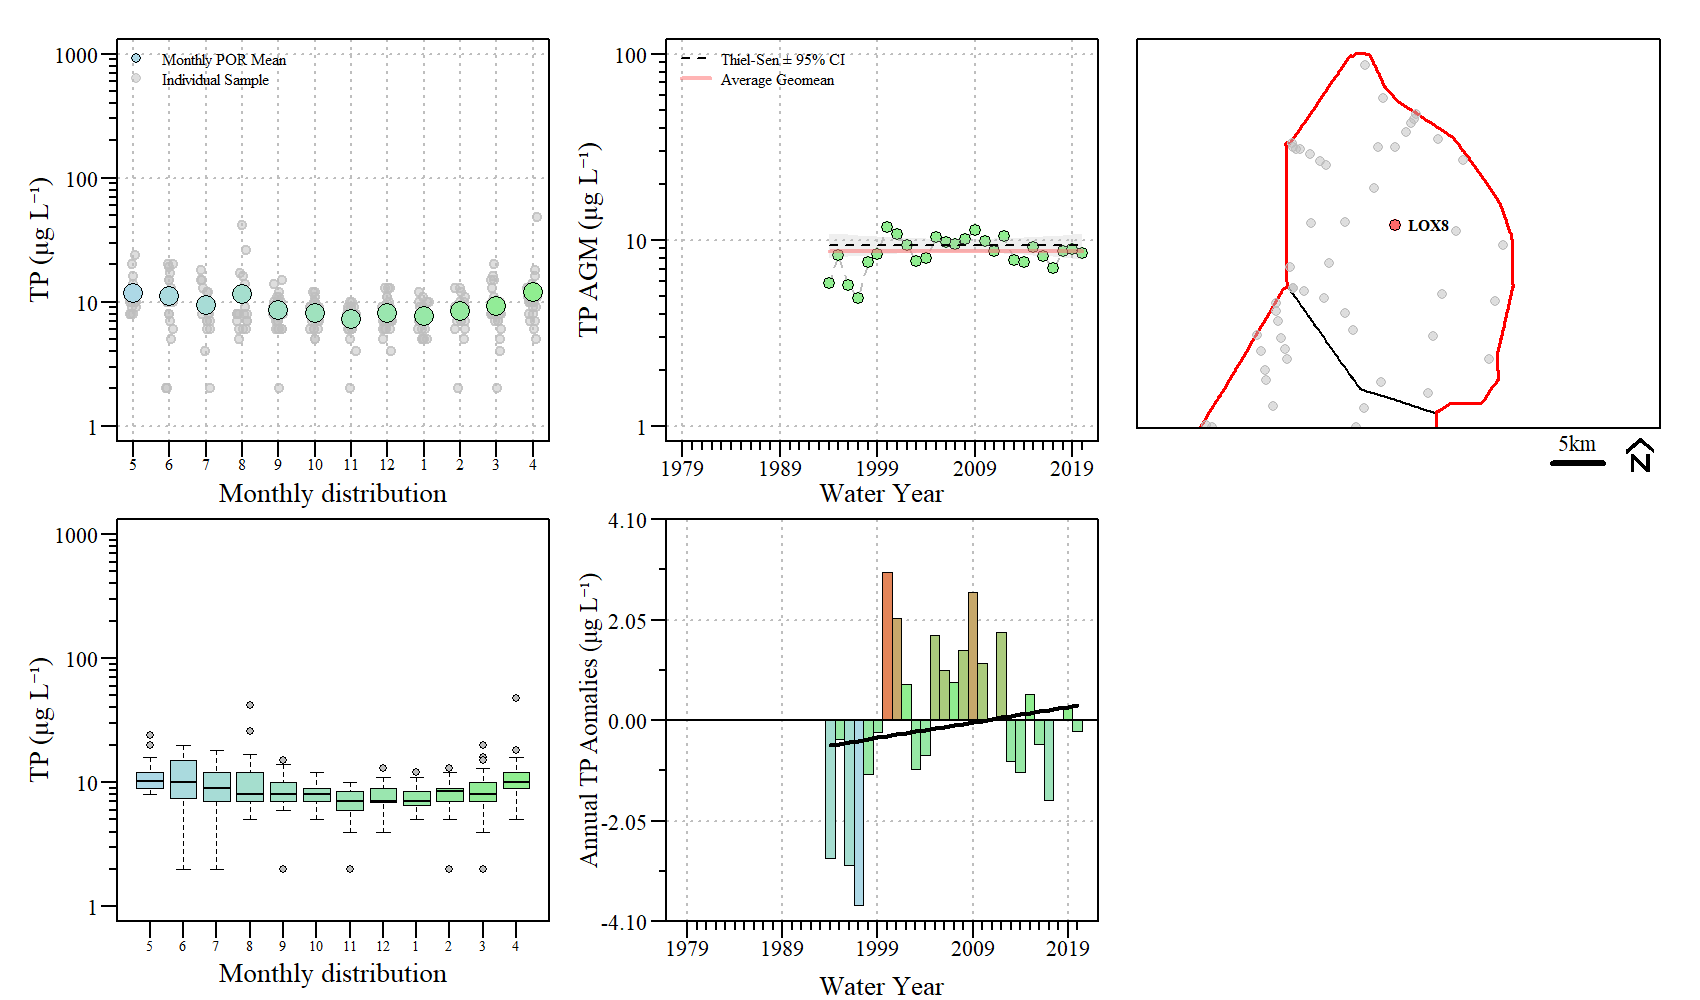 1000
100
10
1
TP (µg L⁻¹)
Monthly POR Mean
Individual Sample
5 6 7 8 9 10 11 12 1 2 3 4
Monthly distribution
100
10
1
TP AGM (µg L⁻¹)
Thiel-Sen ± 95% CI
Average Geomean
1979 1989 1999 2009 2019
Water Year
LOX8
5km
N
1000
100
10
1
TP (µg L⁻¹)
5 6 7 8 9 10 11 12 1 2 3 4
Monthly distribution
4.10
2.05
0.00
-2.05
-4.10
Annual TP Aomalies (µg L⁻¹)
1979 1989 1999 2009 2019
Water Year